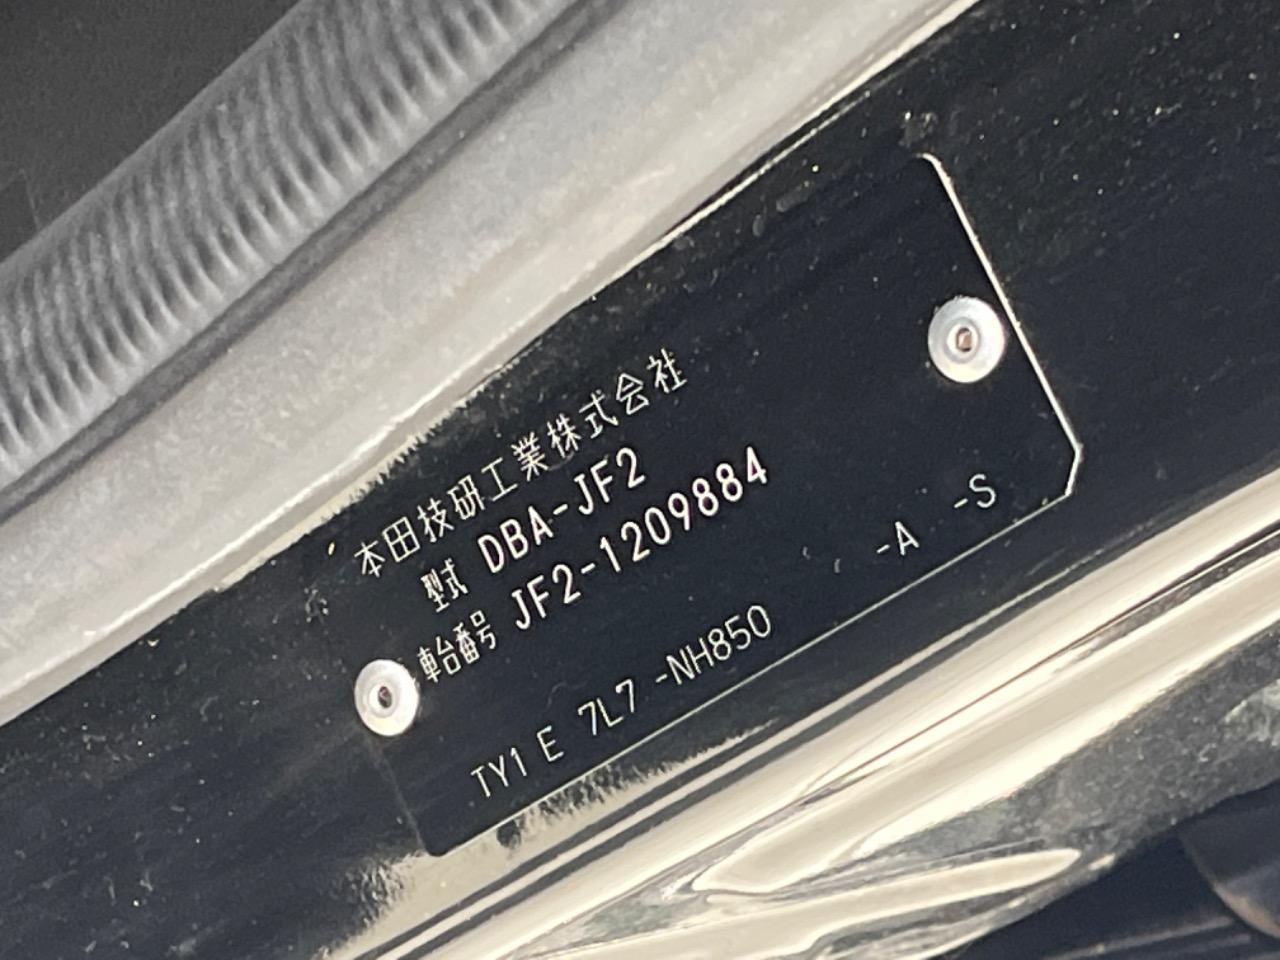 本田技研工業株式会社
型式 DBA-JF2
車台番号 JF2-1209884
TY1 E 7L7 -NH850 -A -S